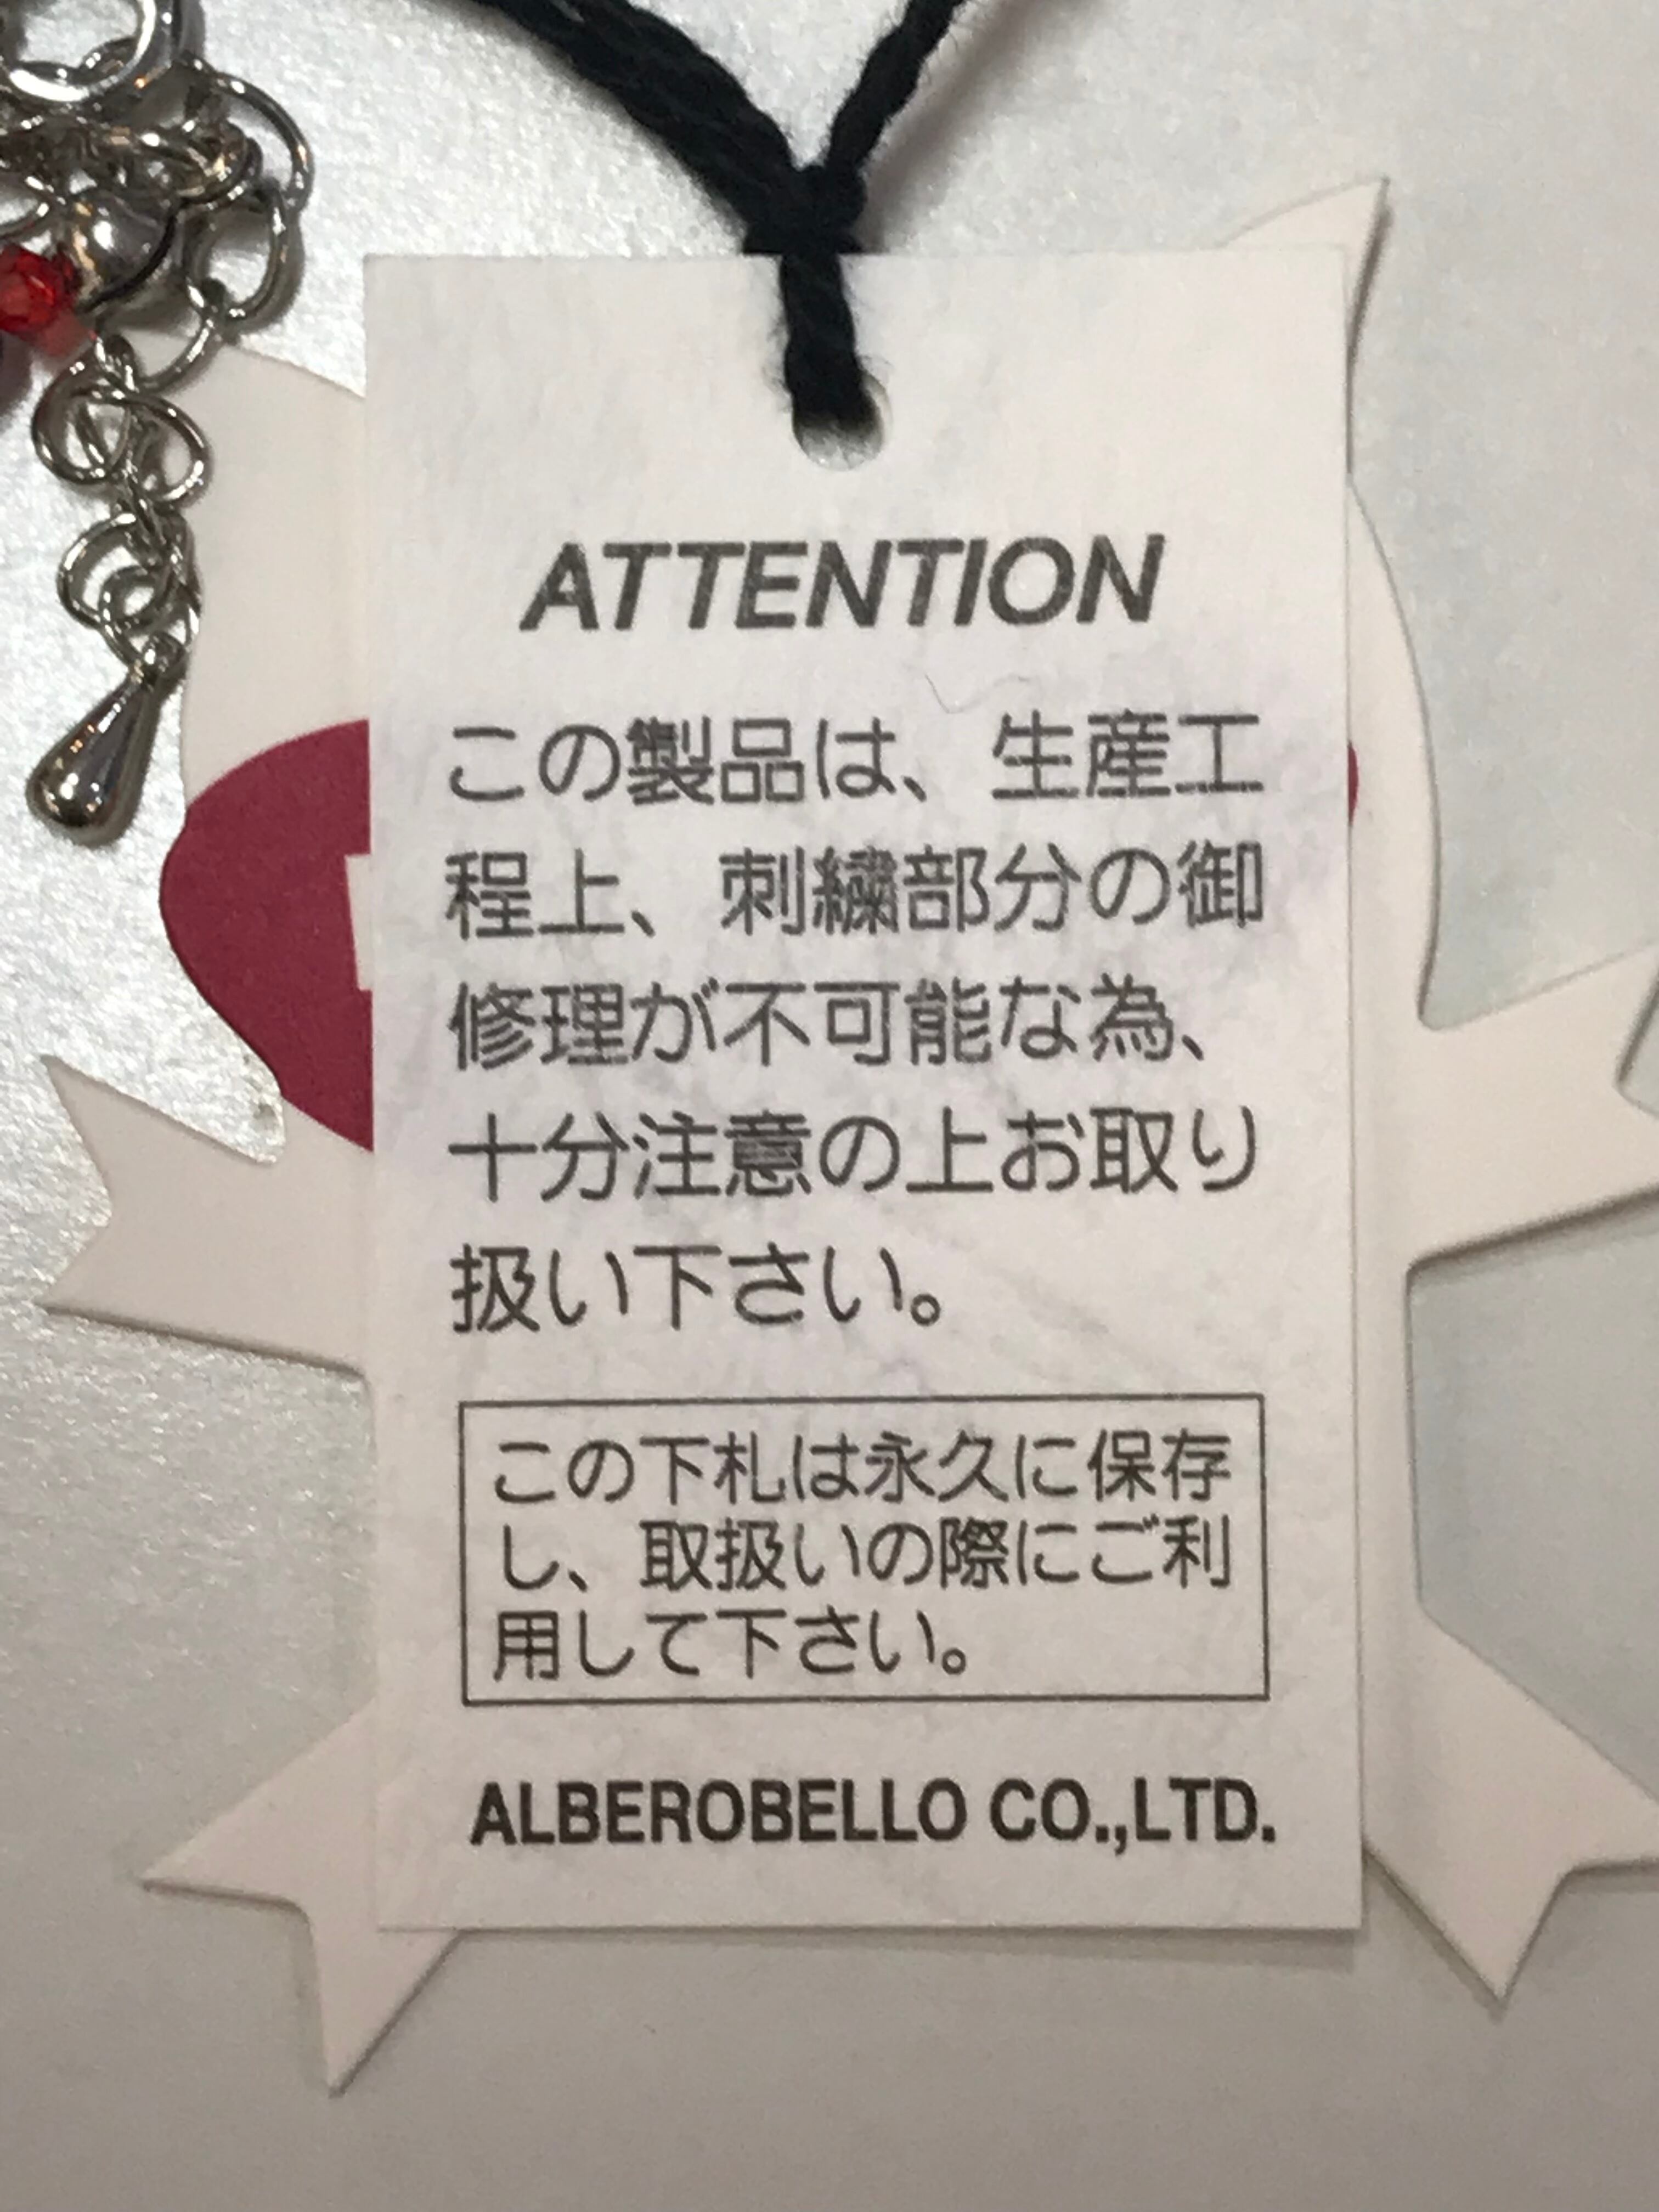 ATTENTION
この製品は、生産工
程上、刺繍部分の御
修理が不可能な為、
十分注意の上お取り
扱い下さい。
この下札は永久に保存
し、取扱いの際にご利
用して下さい。
ALBEROBELLO CO.,LTD.